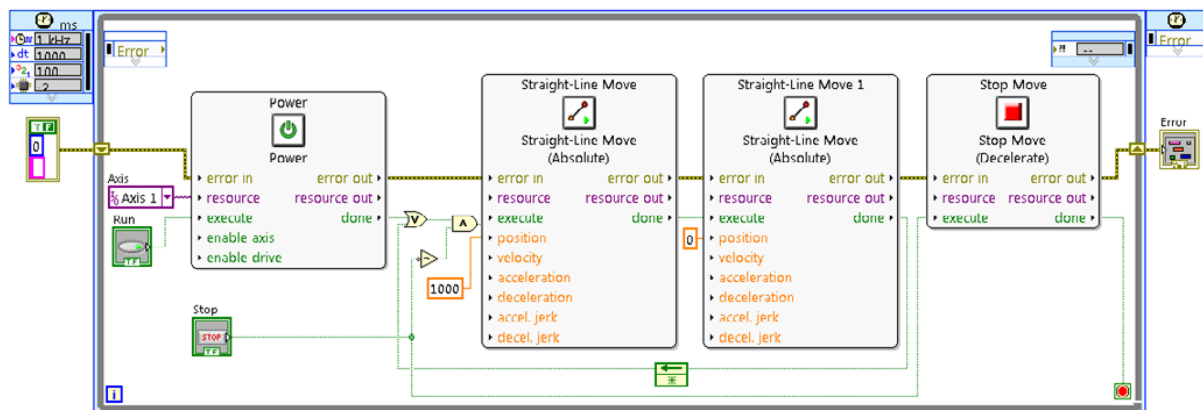 ms
1 kHz
dt 1000
100
-2
Error
Error
T F
0
Power
Power
error in error out
resource resource out
execute done
enable axis
enable drive
Axis
Axis 1
Run
TF
Stop
STOP
TF
V
Λ
1000
Straight-Line Move
Straight-Line Move
(Absolute)
error in error out
resource resource out
execute done
position
velocity
acceleration
deceleration
accel. jerk
decel. jerk
0
Straight-Line Move 1
Straight-Line Move
(Absolute)
error in error out
resource resource out
execute done
position
velocity
acceleration
deceleration
accel. jerk
decel. jerk
Stop Move
Stop Move
(Decelerate)
error in error out
resource resource out
execute done
Error
i